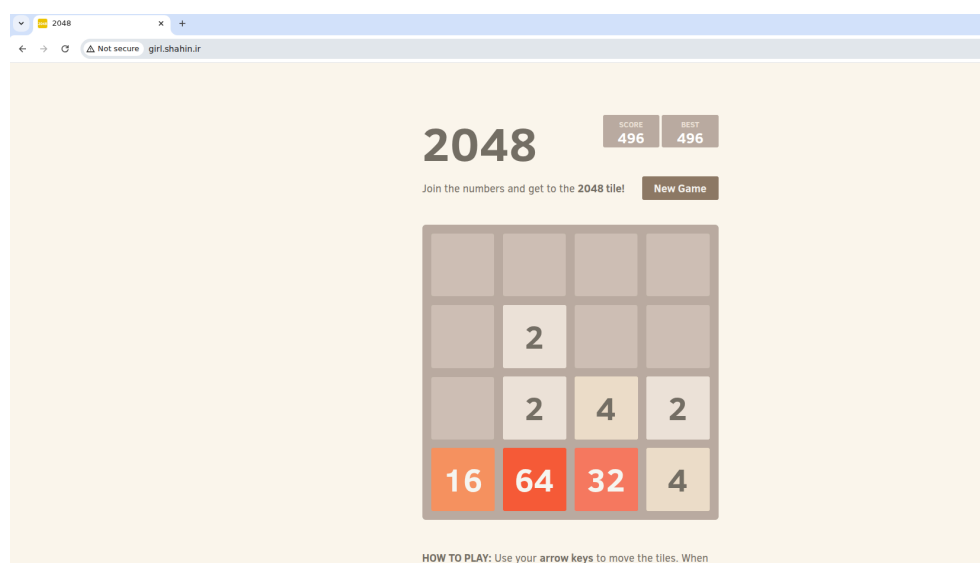 2048
Not secure girl.shahin.ir
2048
SCORE
496
BEST
496
Join the numbers and get to the 2048 tile!
New Game
2
2 4 2
16 64 32 4
HOW TO PLAY: Use your arrow keys to move the tiles. When